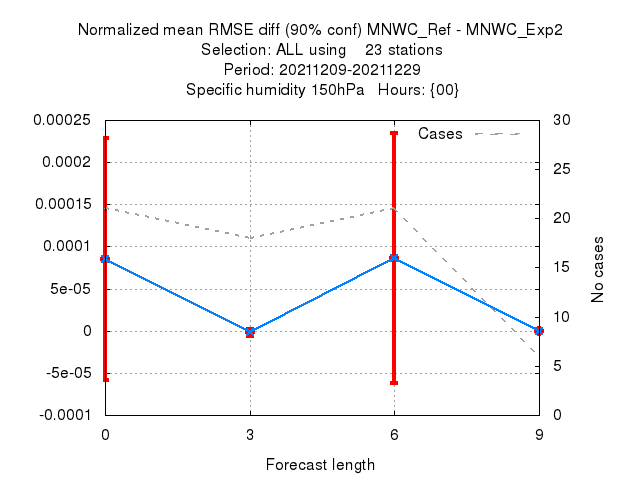 Normalized mean RMSE diff (90% conf) MNWC_Ref - MNWC_Exp2
Selection: ALL using    23 stations
Period: 20211209-20211229
Specific humidity 150hPa   Hours: {00}
Cases
0.00025
0.0002
0.00015
0.0001
5e-05
0
-5e-05
-0.0001
30
25
20
15
10
5
0
No cases
0
3
6
9
Forecast length